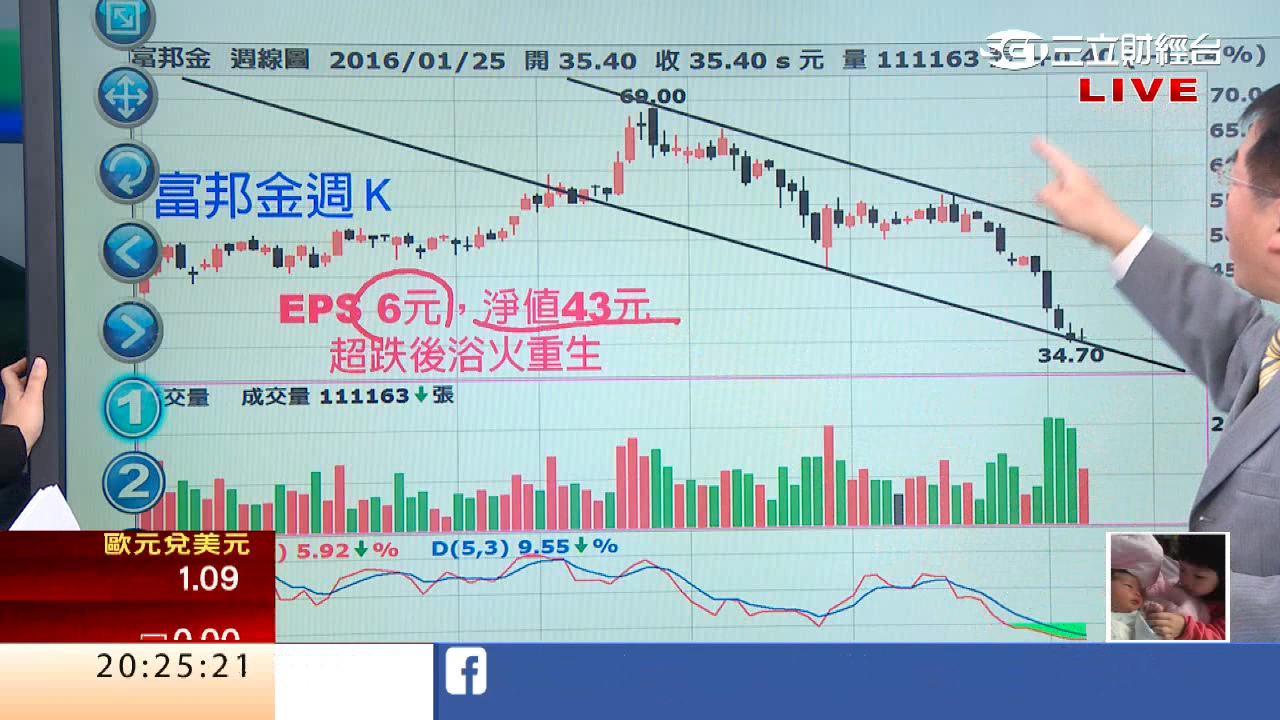 富邦金 週線圖 2016/01/25 開 35.40 收 35.40 s 元 量 111163
三立財經台
LIVE
69.00
70.0
65.
富邦金週K
EPS 6元，淨值43元
超跌後浴火重生
34.70
交量 成交量 111163↓張
1
2
) 5.92↓% D(5,3) 9.55↓%
歐元兌美元
1.09
20:25:21
f